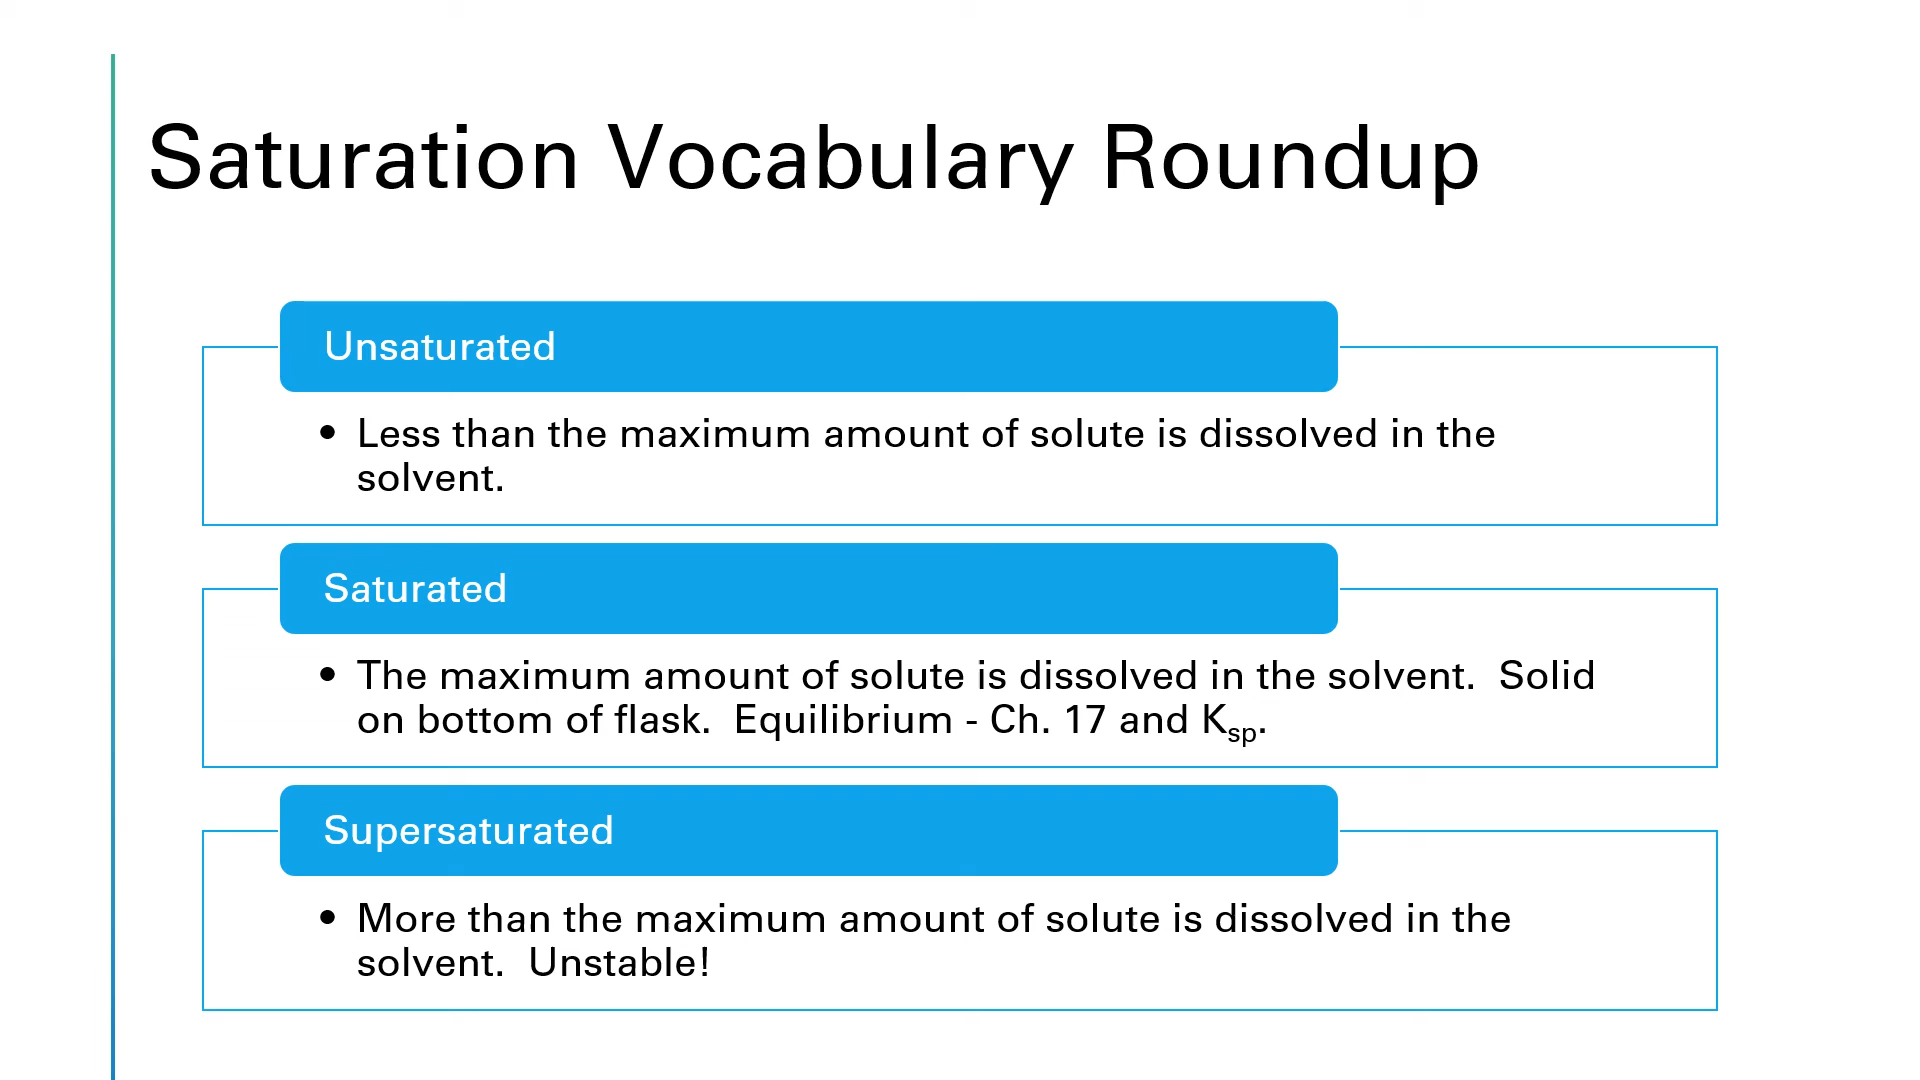 Saturation Vocabulary Roundup
Unsaturated
• Less than the maximum amount of solute is dissolved in the
solvent.
Saturated
• The maximum amount of solute is dissolved in the solvent.  Solid
on bottom of flask.  Equilibrium - Ch. 17 and Ksp.
Supersaturated
• More than the maximum amount of solute is dissolved in the
solvent.  Unstable!